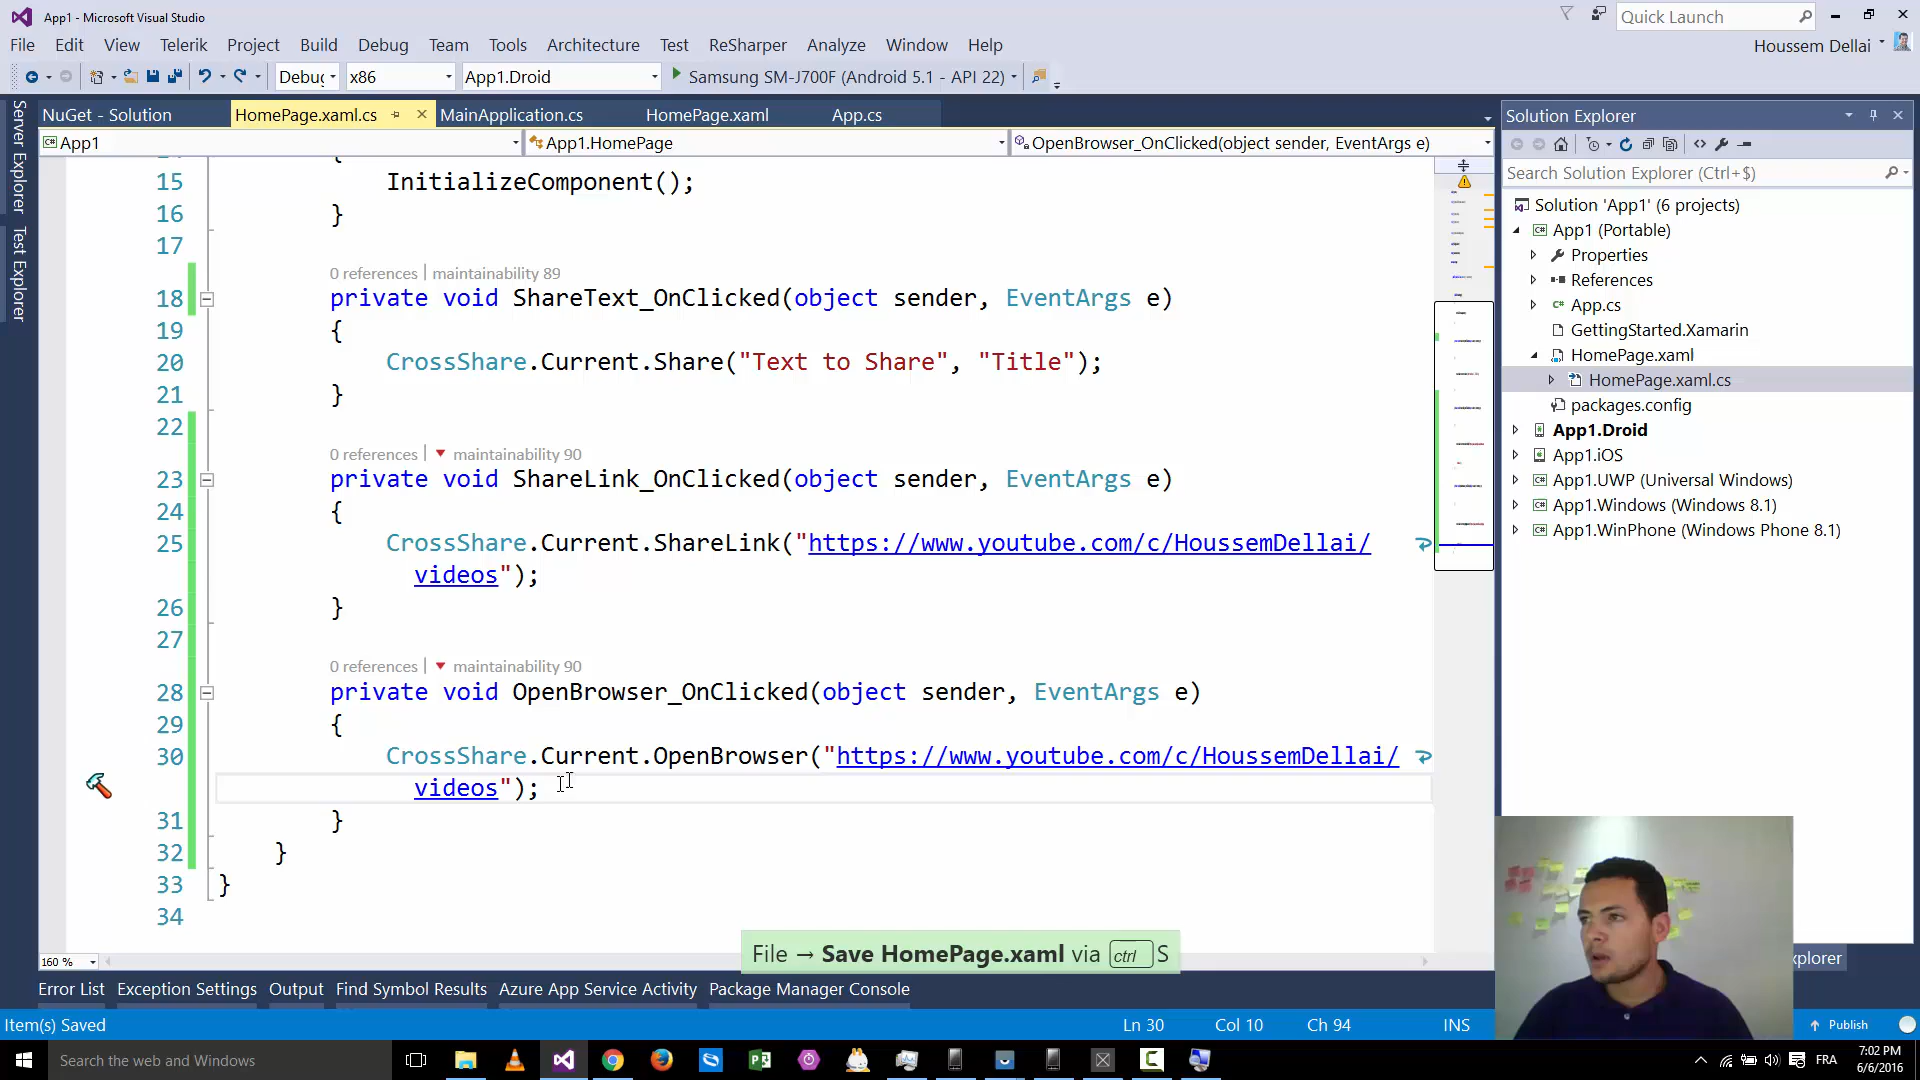 App1 - Microsoft Visual Studio
Quick Launch
File Edit View Telerik Project Build Debug Team Tools Architecture Test ReSharper Analyze Window Help
Houssem Dellai
Debug x86 App1.Droid Samsung SM-J700F (Android 5.1 - API 22)
Server Explorer
Test Explorer
NuGet - Solution HomePage.xaml.cs MainApplication.cs HomePage.xaml App.cs
App1 App1.HomePage OpenBrowser_OnClicked(object sender, EventArgs e)
15 InitializeComponent();
16 }
17
0 references | maintainability 89
18 private void ShareText_OnClicked(object sender, EventArgs e)
19 {
20 CrossShare.Current.Share("Text to Share", "Title");
21 }
22
0 references | maintainability 90
23 private void ShareLink_OnClicked(object sender, EventArgs e)
24 {
25 CrossShare.Current.ShareLink("https://www.youtube.com/c/HoussemDellai/
videos");
26 }
27
0 references | maintainability 90
28 private void OpenBrowser_OnClicked(object sender, EventArgs e)
29 {
30 CrossShare.Current.OpenBrowser("https://www.youtube.com/c/HoussemDellai/
videos");
31 }
32 }
33 }
34
160 %
File → Save HomePage.xaml via ctrl S
Solution Explorer
Search Solution Explorer (Ctrl+$)
Solution 'App1' (6 projects)
App1 (Portable)
Properties
References
App.cs
GettingStarted.Xamarin
HomePage.xaml
HomePage.xaml.cs
packages.config
App1.Droid
App1.iOS
App1.UWP (Universal Windows)
App1.Windows (Windows 8.1)
App1.WinPhone (Windows Phone 8.1)
xplorer
Error List Exception Settings Output Find Symbol Results Azure App Service Activity Package Manager Console
Item(s) Saved Ln 30 Col 10 Ch 94 INS Publish
Search the web and Windows
FRA
7:02 PM
6/6/2016